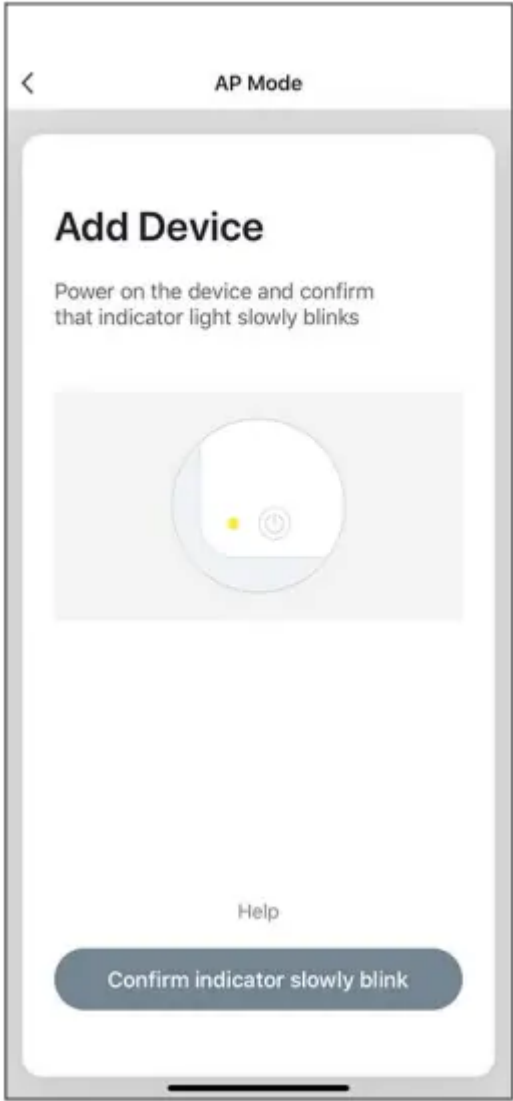 AP Mode
Add Device
Power on the device and confirm
that indicator light slowly blinks
Help
Confirm indicator slowly blink